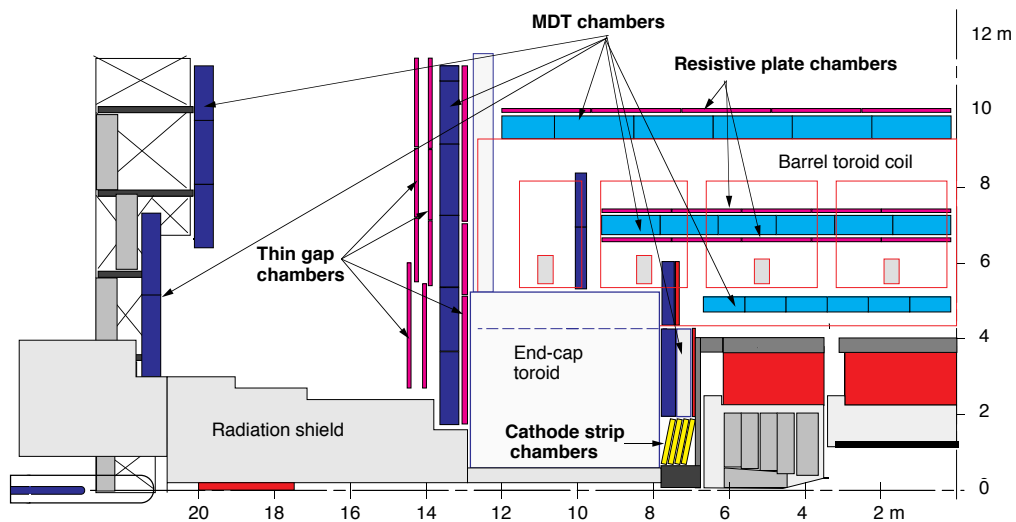 MDT chambers
12 m
Resistive plate chambers
10
Barrel toroid coil
8
Thin gap
chambers
6
4
End-cap
toroid
2
Radiation shield
Cathode strip
chambers
0
20 18 16 14 12 10 8 6 4 2 m